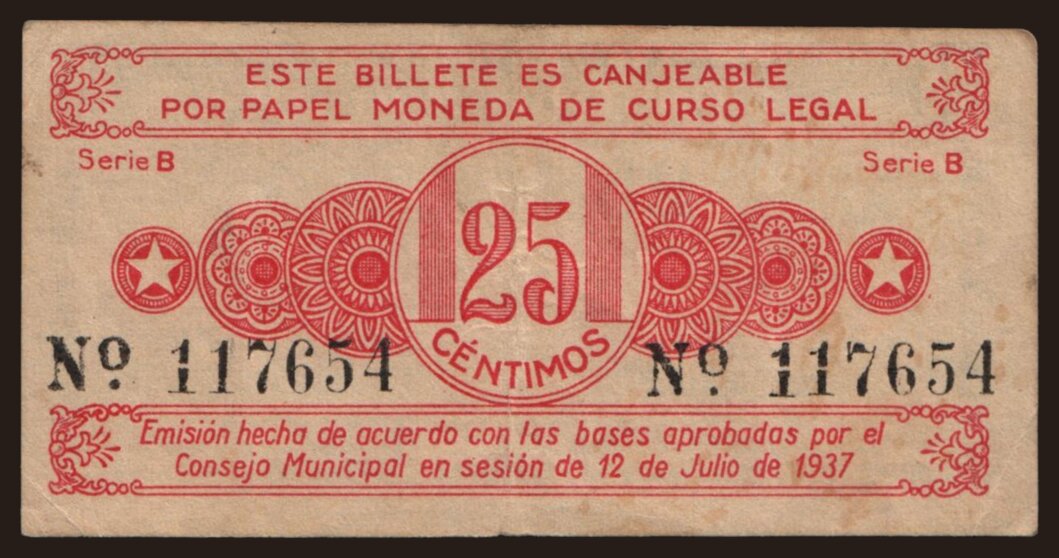 ESTE BILLETE ES CANJEABLE
POR PAPEL MONEDA DE CURSO LEGAL
Serie B Serie B
25
CÉNTIMOS
Nº 117654 Nº 117654
Emisión hecha de acuerdo con las bases aprobadas por el
Consejo Municipal en sesión de 12 de Julio de 1937